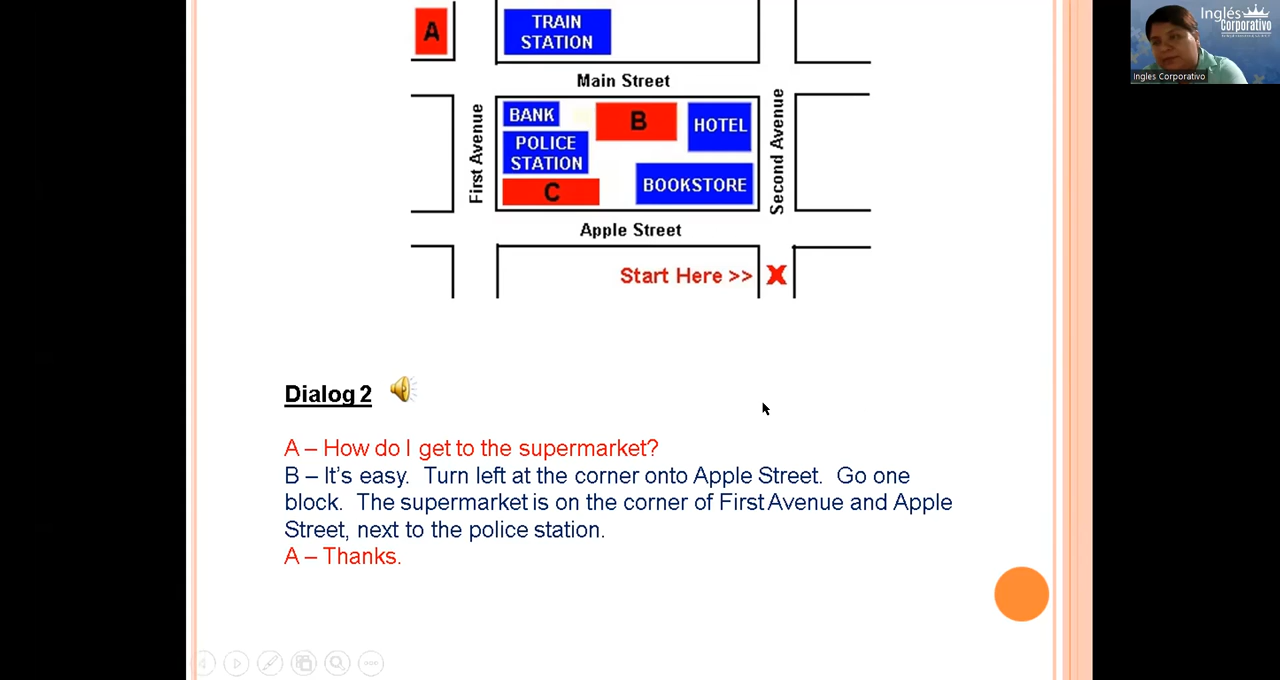 Inglés
Corporativo
Ingles Corporativo
A
TRAIN
STATION
Main Street
First Avenue
BANK
B
HOTEL
Second Avenue
POLICE
STATION
C
BOOKSTORE
Apple Street
Start Here >> X
Dialog 2
A – How do I get to the supermarket?
B – It's easy. Turn left at the corner onto Apple Street. Go one
block. The supermarket is on the corner of First Avenue and Apple
Street, next to the police station.
A – Thanks.